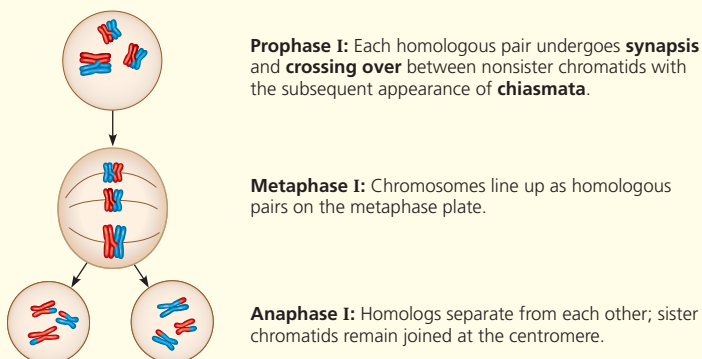 Prophase I: Each homologous pair undergoes synapsis
and crossing over between nonsister chromatids with
the subsequent appearance of chiasmata.
Metaphase I: Chromosomes line up as homologous
pairs on the metaphase plate.
Anaphase I: Homologs separate from each other; sister
chromatids remain joined at the centromere.